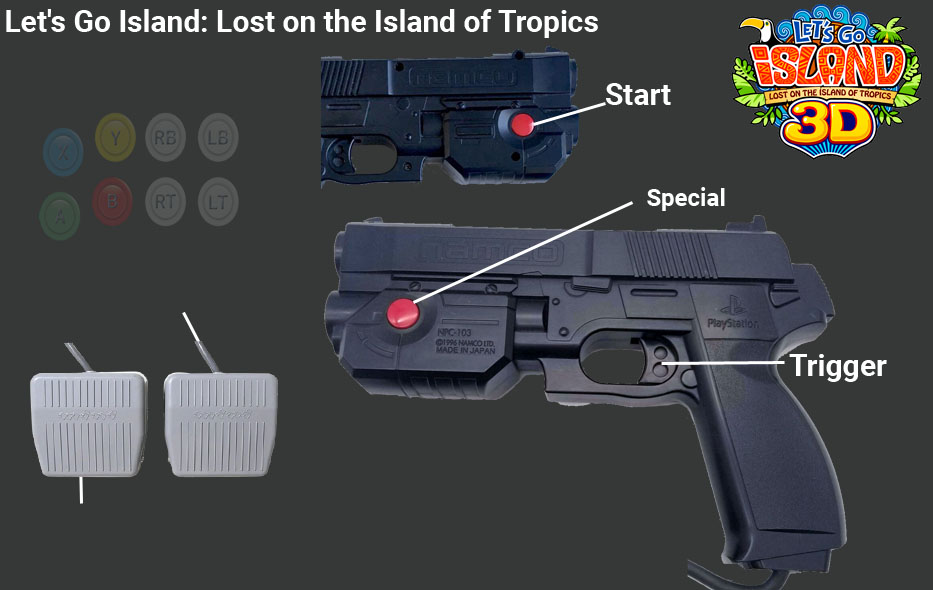 Let's Go Island: Lost on the Island of Tropics
LET'S GO
ISLAND
LOST ON THE ISLAND OF TROPICS
3D
namco
Start
X
Y
RB
LB
A
B
RT
LT
Special
namco
NPC-103
©1996 NAMCO LTD.
MADE IN JAPAN
PlayStation
Trigger